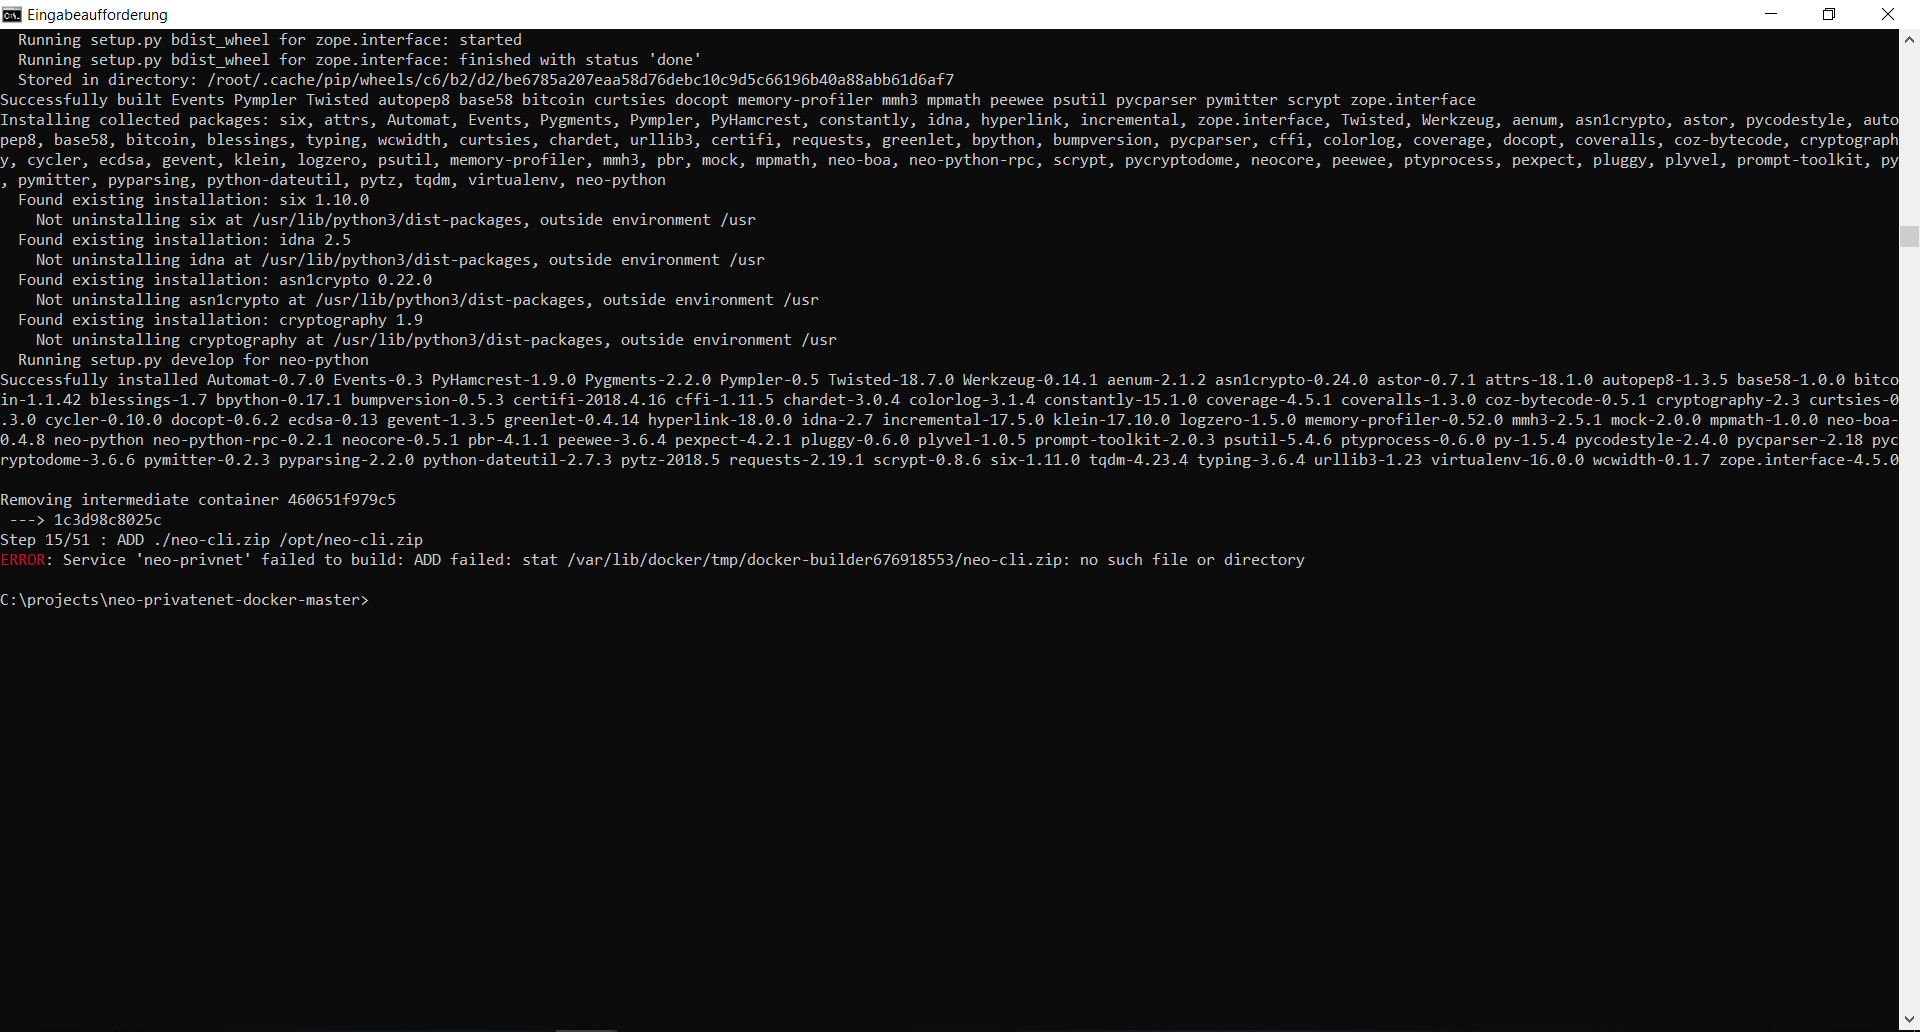 Eingabeaufforderung
  Running setup.py bdist_wheel for zope.interface: started
  Running setup.py bdist_wheel for zope.interface: finished with status 'done'
  Stored in directory: /root/.cache/pip/wheels/c6/b2/d2/be6785a207eaa58d76debc10c9d5c66196b40a88abb61d6af7
Successfully built Events Pympler Twisted autopep8 base58 bitcoin curtsies docopt memory-profiler mmh3 mpmath peewee psutil pycparser pymitter scrypt zope.interface
Installing collected packages: six, attrs, Automat, Events, Pygments, Pympler, PyHamcrest, constantly, idna, hyperlink, incremental, zope.interface, Twisted, Werkzeug, aenum, asn1crypto, astor, pycodestyle, auto
pep8, base58, bitcoin, blessings, typing, wcwidth, curtsies, chardet, urllib3, certifi, requests, greenlet, bpython, bumpversion, pycparser, cffi, colorlog, coverage, docopt, coveralls, coz-bytecode, cryptograph
y, cycler, ecdsa, gevent, klein, logzero, psutil, memory-profiler, mmh3, pbr, mock, mpmath, neo-boa, neo-python-rpc, scrypt, pycryptodome, neocore, peewee, ptyprocess, pexpect, pluggy, plyvel, prompt-toolkit, py
, pymitter, pyparsing, python-dateutil, pytz, tqdm, virtualenv, neo-python
  Found existing installation: six 1.10.0
    Not uninstalling six at /usr/lib/python3/dist-packages, outside environment /usr
  Found existing installation: idna 2.5
    Not uninstalling idna at /usr/lib/python3/dist-packages, outside environment /usr
  Found existing installation: asn1crypto 0.22.0
    Not uninstalling asn1crypto at /usr/lib/python3/dist-packages, outside environment /usr
  Found existing installation: cryptography 1.9
    Not uninstalling cryptography at /usr/lib/python3/dist-packages, outside environment /usr
  Running setup.py develop for neo-python
Successfully installed Automat-0.7.0 Events-0.3 PyHamcrest-1.9.0 Pygments-2.2.0 Pympler-0.5 Twisted-18.7.0 Werkzeug-0.14.1 aenum-2.1.2 asn1crypto-0.24.0 astor-0.7.1 attrs-18.1.0 autopep8-1.3.5 base58-1.0.0 bitco
in-1.1.42 blessings-1.7 bpython-0.17.1 bumpversion-0.5.3 certifi-2018.4.16 cffi-1.11.5 chardet-3.0.4 colorlog-3.1.4 constantly-15.1.0 coverage-4.5.1 coveralls-1.3.0 coz-bytecode-0.5.1 cryptography-2.3 curtsies-0
.3.0 cycler-0.10.0 docopt-0.6.2 ecdsa-0.13 gevent-1.3.5 greenlet-0.4.14 hyperlink-18.0.0 idna-2.7 incremental-17.5.0 klein-17.10.0 logzero-1.5.0 memory-profiler-0.52.0 mmh3-2.5.1 mock-2.0.0 mpmath-1.0.0 neo-boa-
0.4.8 neo-python neo-python-rpc-0.2.1 neocore-0.5.1 pbr-4.1.1 peewee-3.6.4 pexpect-4.2.1 pluggy-0.6.0 plyvel-1.0.5 prompt-toolkit-2.0.3 psutil-5.4.6 ptyprocess-0.6.0 py-1.5.4 pycodestyle-2.4.0 pycparser-2.18 pyc
ryptodome-3.6.6 pymitter-0.2.3 pyparsing-2.2.0 python-dateutil-2.7.3 pytz-2018.5 requests-2.19.1 scrypt-0.8.6 six-1.11.0 tqdm-4.23.4 typing-3.6.4 urllib3-1.23 virtualenv-16.0.0 wcwidth-0.1.7 zope.interface-4.5.0
Removing intermediate container 460651f979c5
 ---> 1c3d98c8025c
Step 15/51 : ADD ./neo-cli.zip /opt/neo-cli.zip
ERROR: Service 'neo-privnet' failed to build: ADD failed: stat /var/lib/docker/tmp/docker-builder676918553/neo-cli.zip: no such file or directory
C:\projects\neo-privatenet-docker-master>